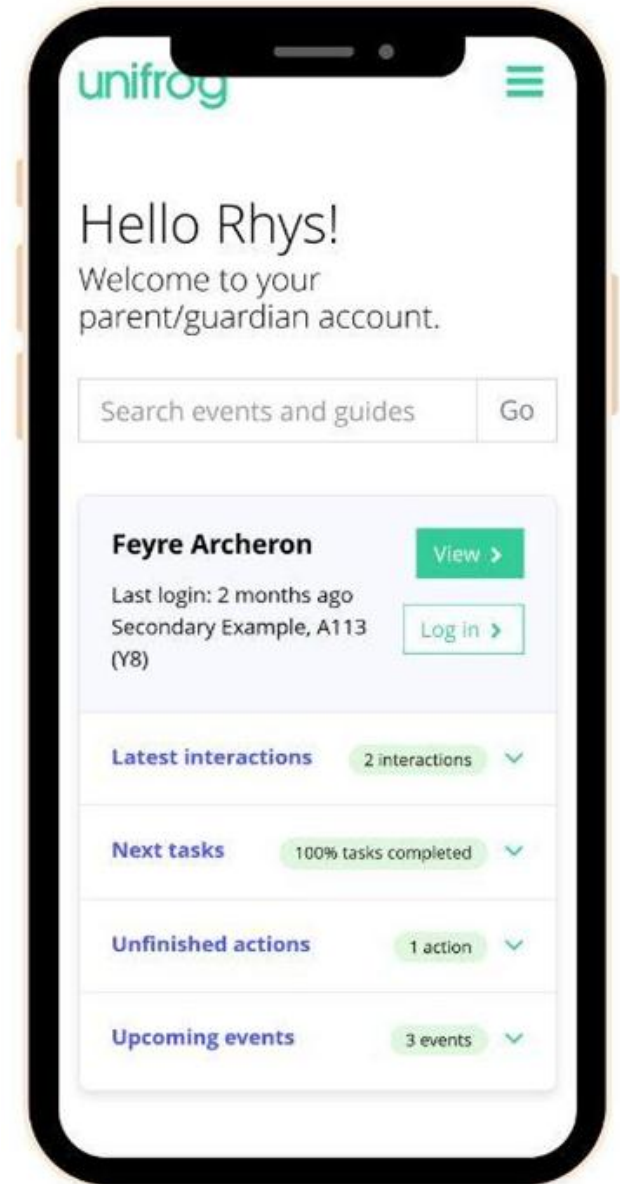 unifrog
Hello Rhys!
Welcome to your
parent/guardian account.
Search events and guides Go
Feyre Archeron
View >
Last login: 2 months ago
Secondary Example, A113
(Y8)
Log in >
Latest interactions 2 interactions
Next tasks 100% tasks completed
Unfinished actions 1 action
Upcoming events 3 events